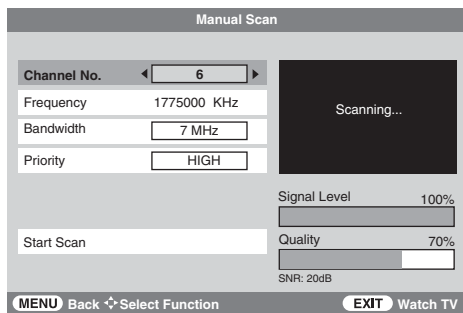 Manual Scan
Channel No. 6
Frequency 1775000 KHz
Bandwidth 7 MHz
Priority HIGH
Start Scan
Scanning...
Signal Level 100%
Quality 70%
SNR: 20dB
MENU Back Select Function EXIT Watch TV